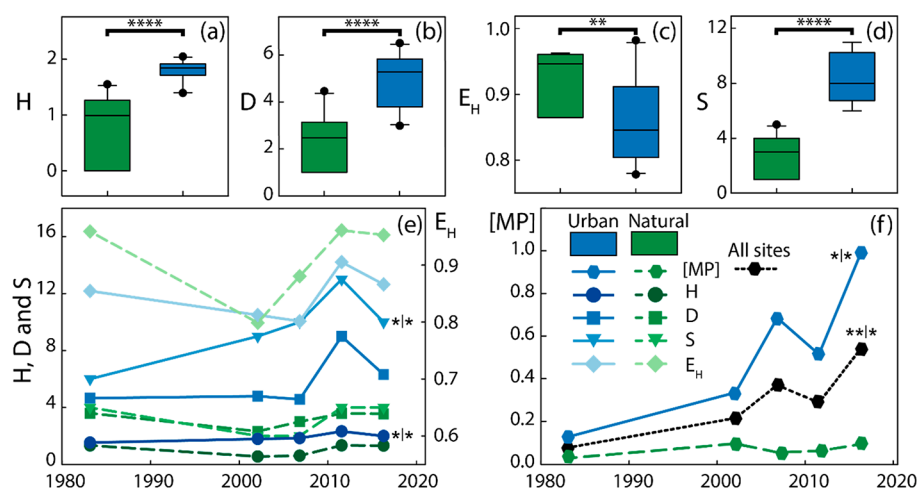 **** (a)
H
2
1
0
**** (b)
D
6
4
2
0
** (c)
E_H
1.0
0.9
0.8
**** (d)
S
12
8
4
0
(e)
H, D and S
16
12
8
4
0
E_H
0.9
0.8
0.7
0.6
*|*
*|*
1980 1990 2000 2010 2020
(f)
[MP]
1.0
0.8
0.6
0.4
0.2
0.0
Urban Natural
All sites
[MP]
H
D
S
E_H
*|*
**|*
1980 1990 2000 2010 2020